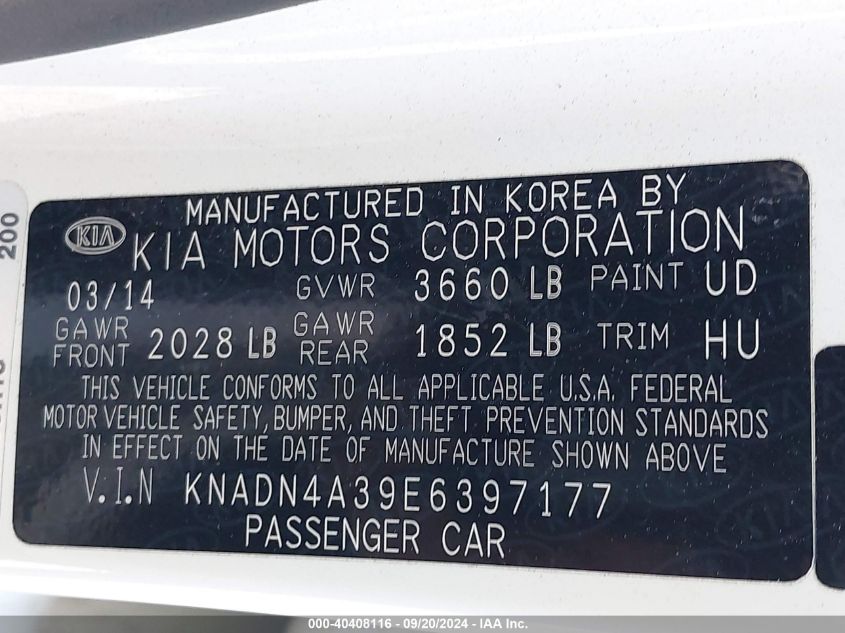 MANUFACTURED IN KOREA BY
KIA KIA MOTORS CORPORATION
03/14 GVWR 3660 LB PAINT UD
GAWR FRONT 2028 LB GAWR REAR 1852 LB TRIM HU
THIS VEHICLE CONFORMS TO ALL APPLICABLE U.S.A. FEDERAL
MOTOR VEHICLE SAFETY, BUMPER, AND THEFT PREVENTION STANDARDS
IN EFFECT ON THE DATE OF MANUFACTURE SHOWN ABOVE
V.I.N KNADN4A39E6397177
PASSENGER CAR
200
000-40408116 - 09/20/2024 - IAA Inc.